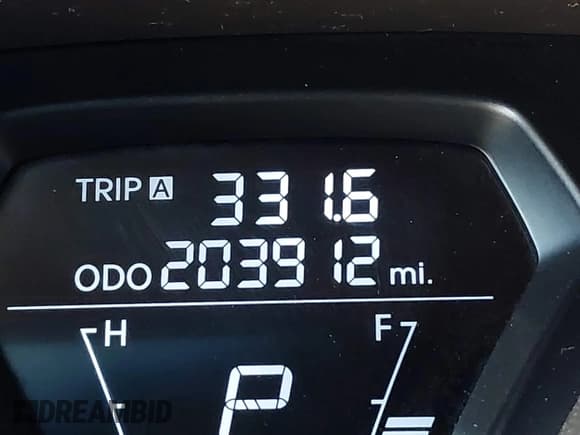 TRIP A 331.6
ODO 203912 mi.
H F
P
DREAMBID